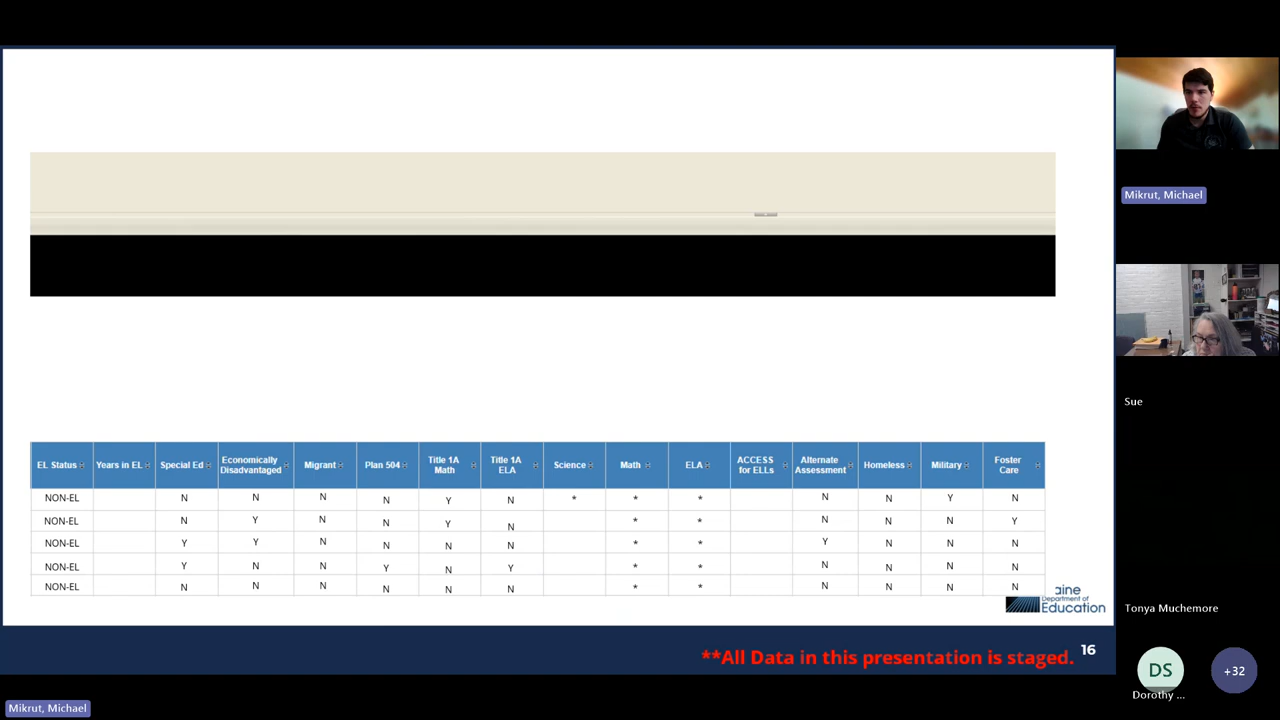 EL Status Years in EL Special Ed Economically Disadvantaged Migrant Plan 504 Title 1A Math Title 1A ELA Science Math ELA ACCESS for ELLs Alternate Assessment Homeless Military Foster Care
NON-EL N N N N Y N * * * N N Y N
NON-EL N Y N N Y N * * N N N Y
NON-EL Y Y N N N N * * Y N N N
NON-EL Y N N Y N Y * * N N N N
NON-EL N N N N N N * * N N N N
aine
Department of
Education
**All Data in this presentation is staged. 16
Mikrut, Michael
Sue
Tonya Muchemore
DS +32
Dorothy ...
Mikrut, Michael